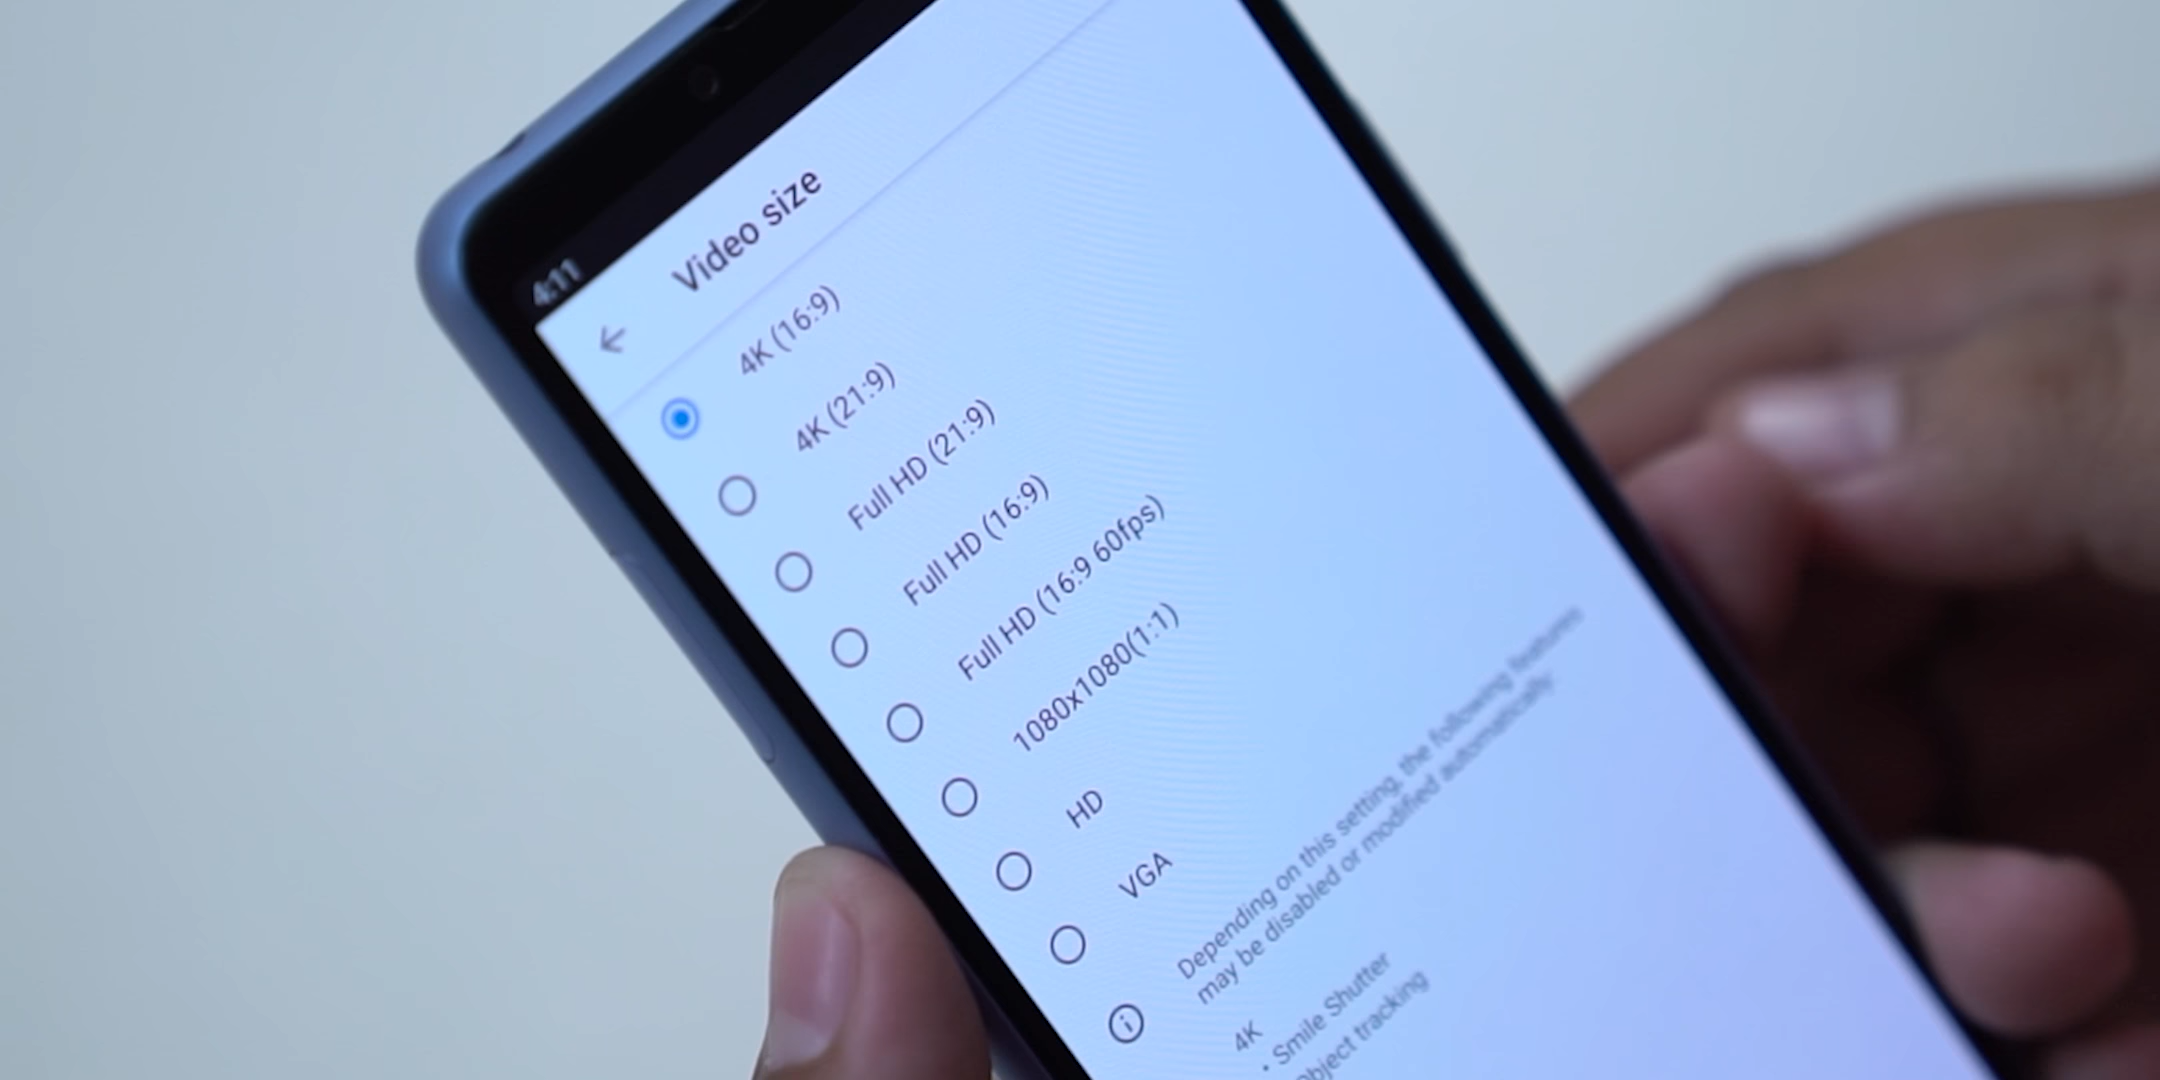 4:11
Video size
4K (16:9)
4K (21:9)
Full HD (21:9)
Full HD (16:9)
Full HD (16:9 60fps)
1080x1080(1:1)
HD
VGA
Depending on this setting, the following features
may be disabled or modified automatically:
4K
• Smile Shutter
Object tracking